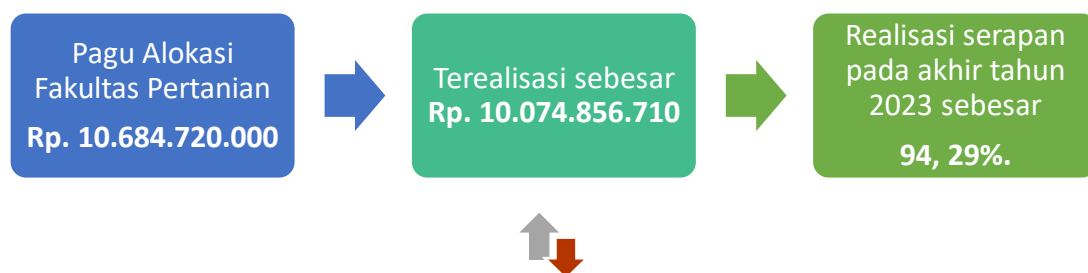 Pagu Alokasi
Fakultas Pertanian
Rp. 10.684.720.000
Terealisasi sebesar
Rp. 10.074.856.710
Realisasi serapan
pada akhir tahun
2023 sebesar
94, 29%.